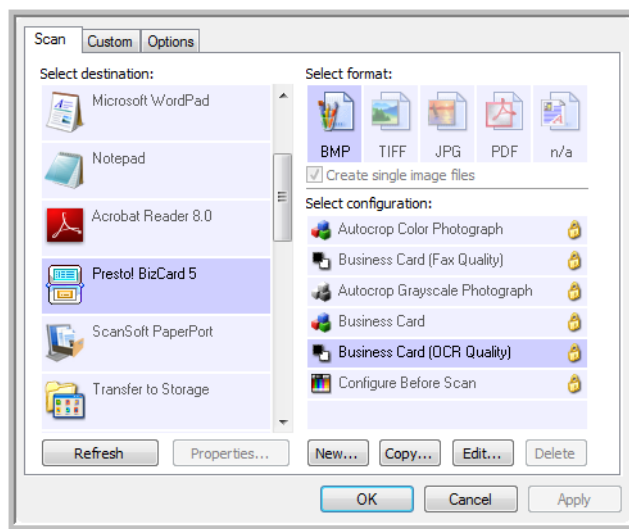 Scan Custom Options
Select destination:
Microsoft WordPad
Notepad
Acrobat Reader 8.0
Presto! BizCard 5
ScanSoft PaperPort
Transfer to Storage
Refresh Properties...
Select format:
BMP TIFF JPG PDF n/a
Create single image files
Select configuration:
Autocrop Color Photograph
Business Card (Fax Quality)
Autocrop Grayscale Photograph
Business Card
Business Card (OCR Quality)
Configure Before Scan
New... Copy... Edit... Delete
OK Cancel Apply